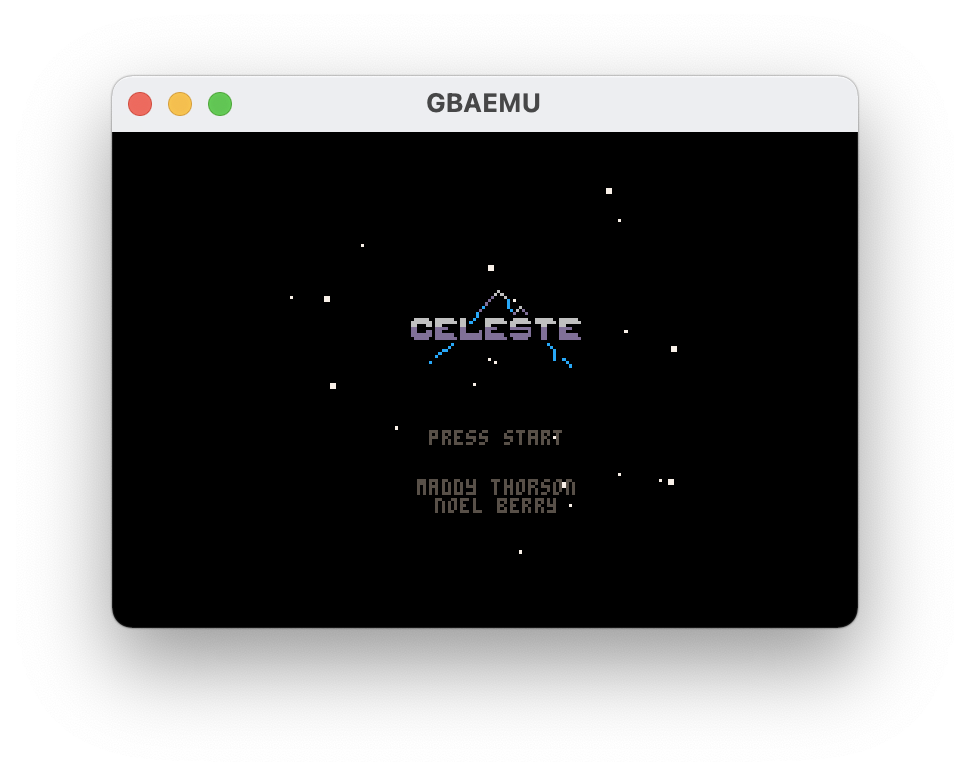 GBAEMU
CELESTE
PRESS START
MADDY THORSON
NOEL BERRY